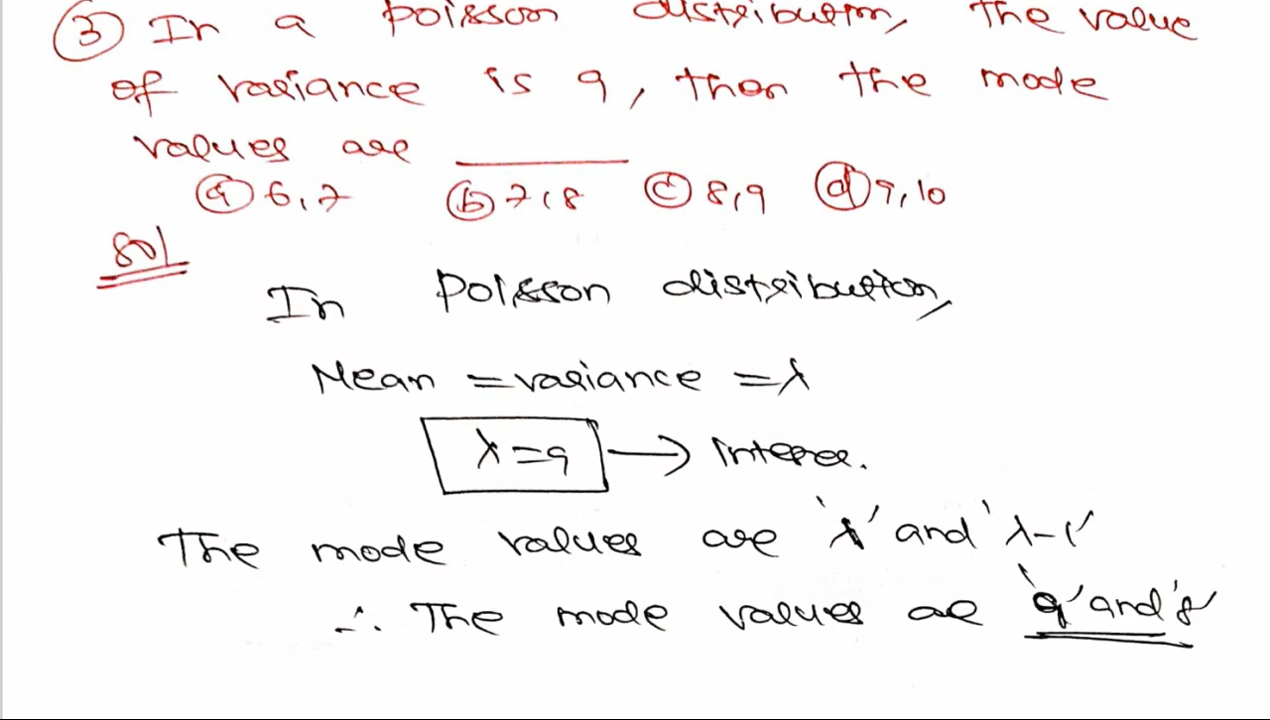 ③ In a poisson distribution, The value
of variance is 9, then the mode
values are ______
ⓐ 6,7 ⓑ 7,8 ⓒ 8,9 ⓓ 9,10
Sol
In Poisson distribution,
Mean = variance = λ
λ=9 → Integer.
The mode values are 'λ' and 'λ-1'
∴ The mode values ae '9' and '8'